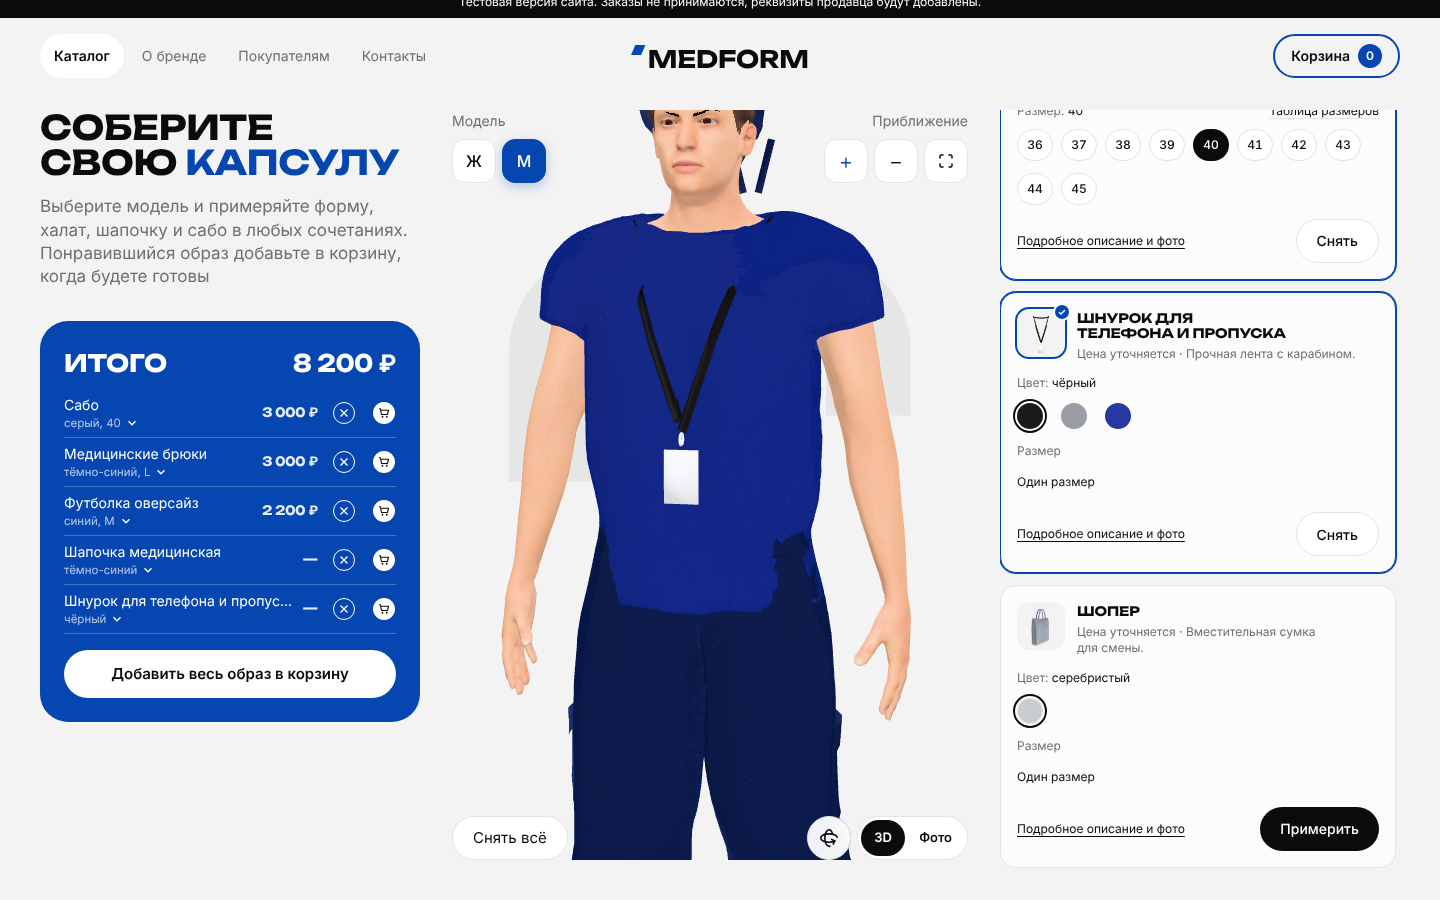 Тестовая версия сайта. Заказы не принимаются, реквизиты продавца будут добавлены.
Каталог
О бренде
Покупателям
Контакты
MEDFORM
Корзина 0
СОБЕРИТЕ
СВОЮ КАПСУЛУ
Выберите модель и примеряйте форму,
халат, шапочку и сабо в любых сочетаниях.
Понравившийся образ добавьте в корзину,
когда будете готовы
ИТОГО 8 200 ₽
Сабо
серый, 40
3 000 ₽
Медицинские брюки
тёмно-синий, L
3 000 ₽
Футболка оверсайз
синий, M
2 200 ₽
Шапочка медицинская
тёмно-синий
—
Шнурок для телефона и пропус...
чёрный
—
Добавить весь образ в корзину
Модель
Ж
М
Приближение
+
−
Снять всё
3D
Фото
Размер: 40
Таблица размеров
36 37 38 39 40 41 42 43
44 45
Подробное описание и фото
Снять
ШНУРОК ДЛЯ
ТЕЛЕФОНА И ПРОПУСКА
Цена уточняется · Прочная лента с карабином.
Цвет: чёрный
Размер
Один размер
Подробное описание и фото
Снять
ШОПЕР
Цена уточняется · Вместительная сумка
для смены.
Цвет: серебристый
Размер
Один размер
Подробное описание и фото
Примерить